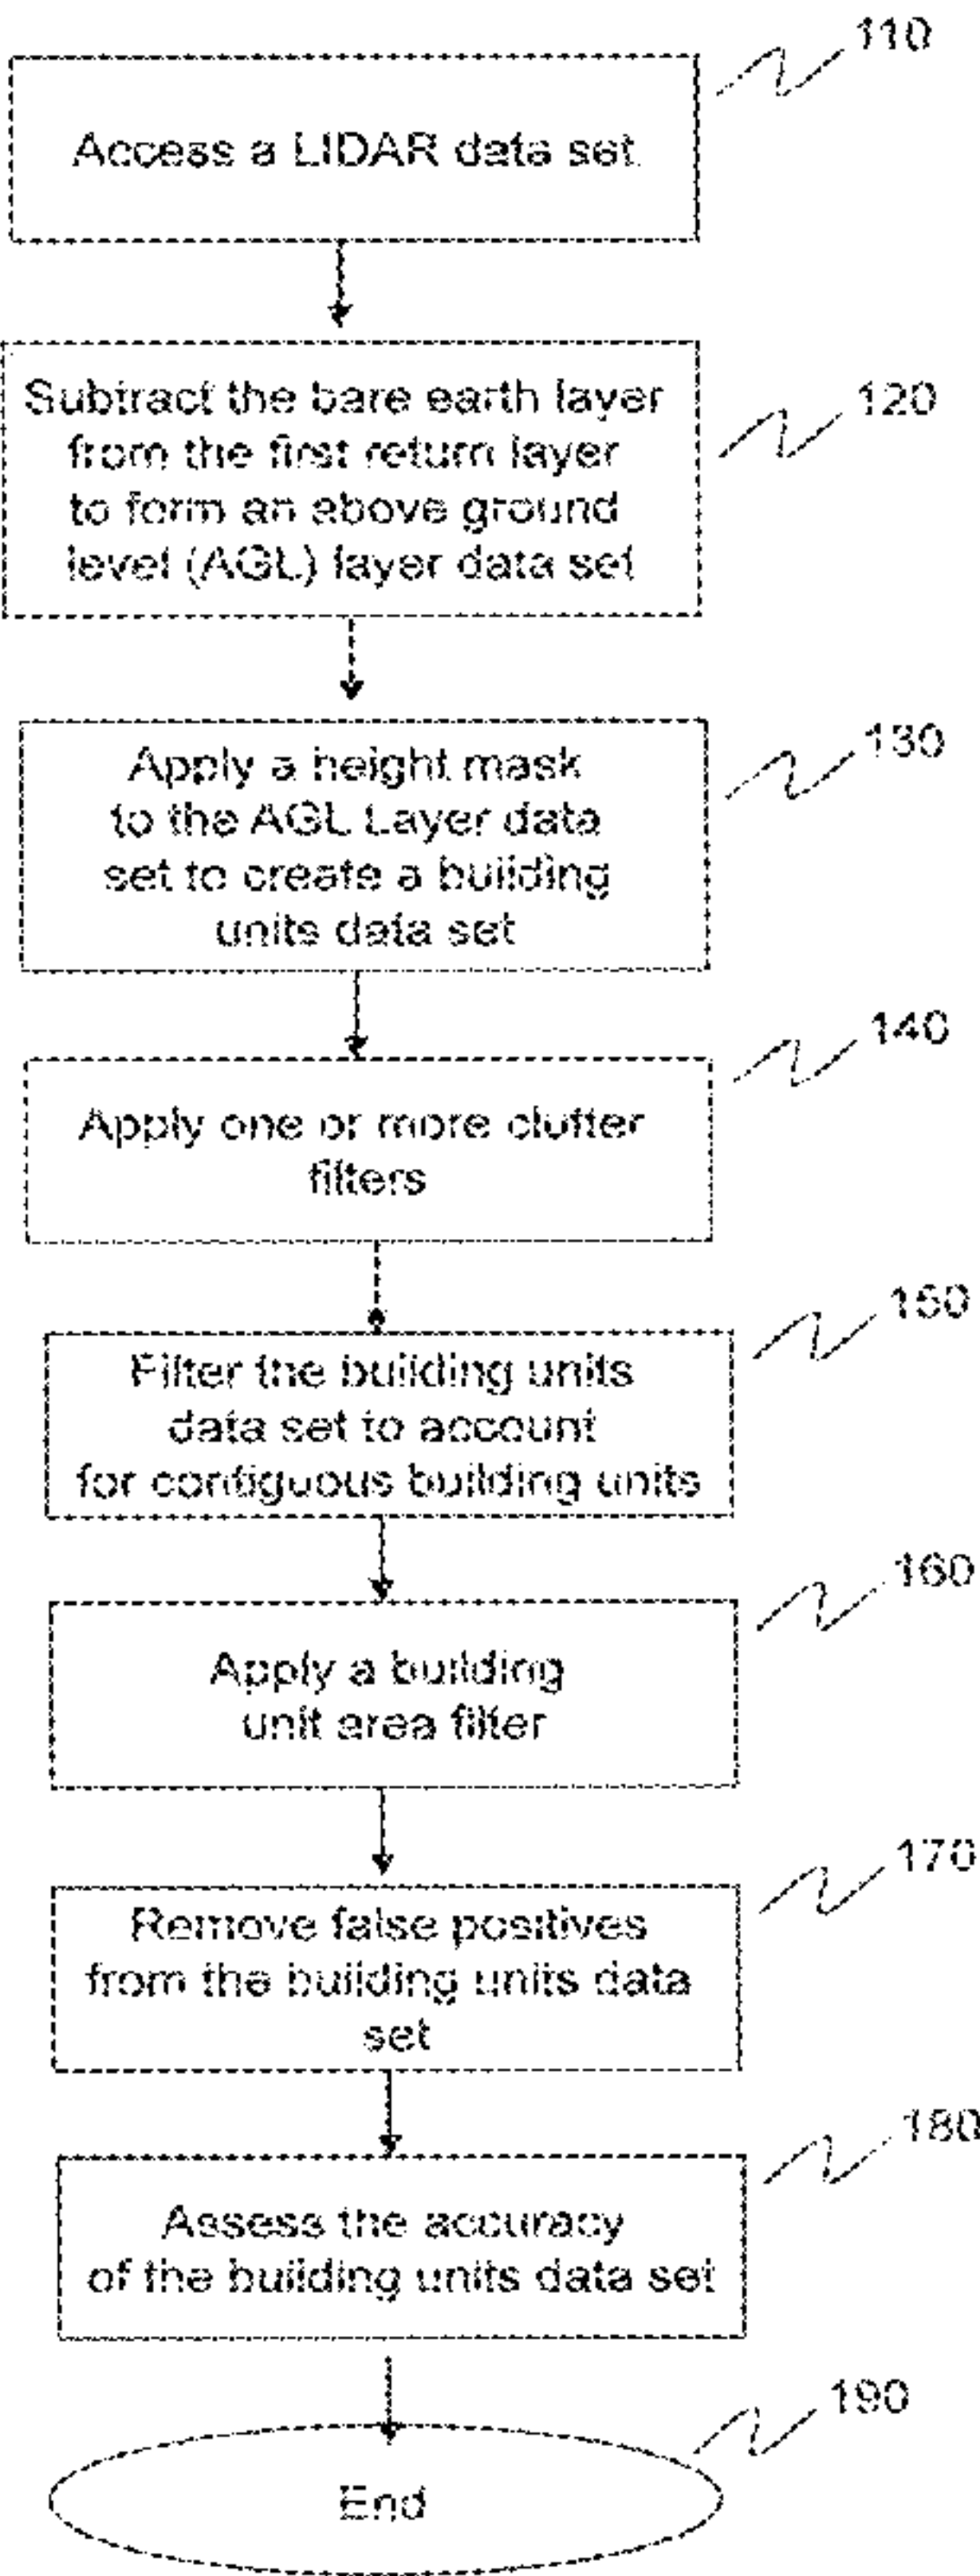 110
Access a LIDAR data set.
Subtract the bare earth layer
from the first return layer
to form an above ground
level (AGL) layer data set
120
Apply a height mask
to the AGL Layer data
set to create a building
units data set
130
140
Apply one or more clutter
filters
150
Filter the building units
data set to account
for contiguous building units
160
Apply a building
unit area filter
170
Remove false positives
from the building units data
set
180
Assess the accuracy
of the building units data set
190
End